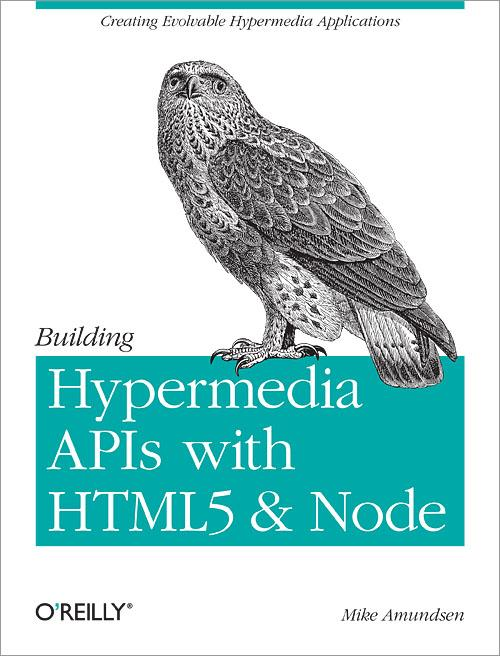 Creating Evolvable Hypermedia Applications
Building
Hypermedia
APIs with
HTML5 & Node
O'REILLY®
Mike Amundsen